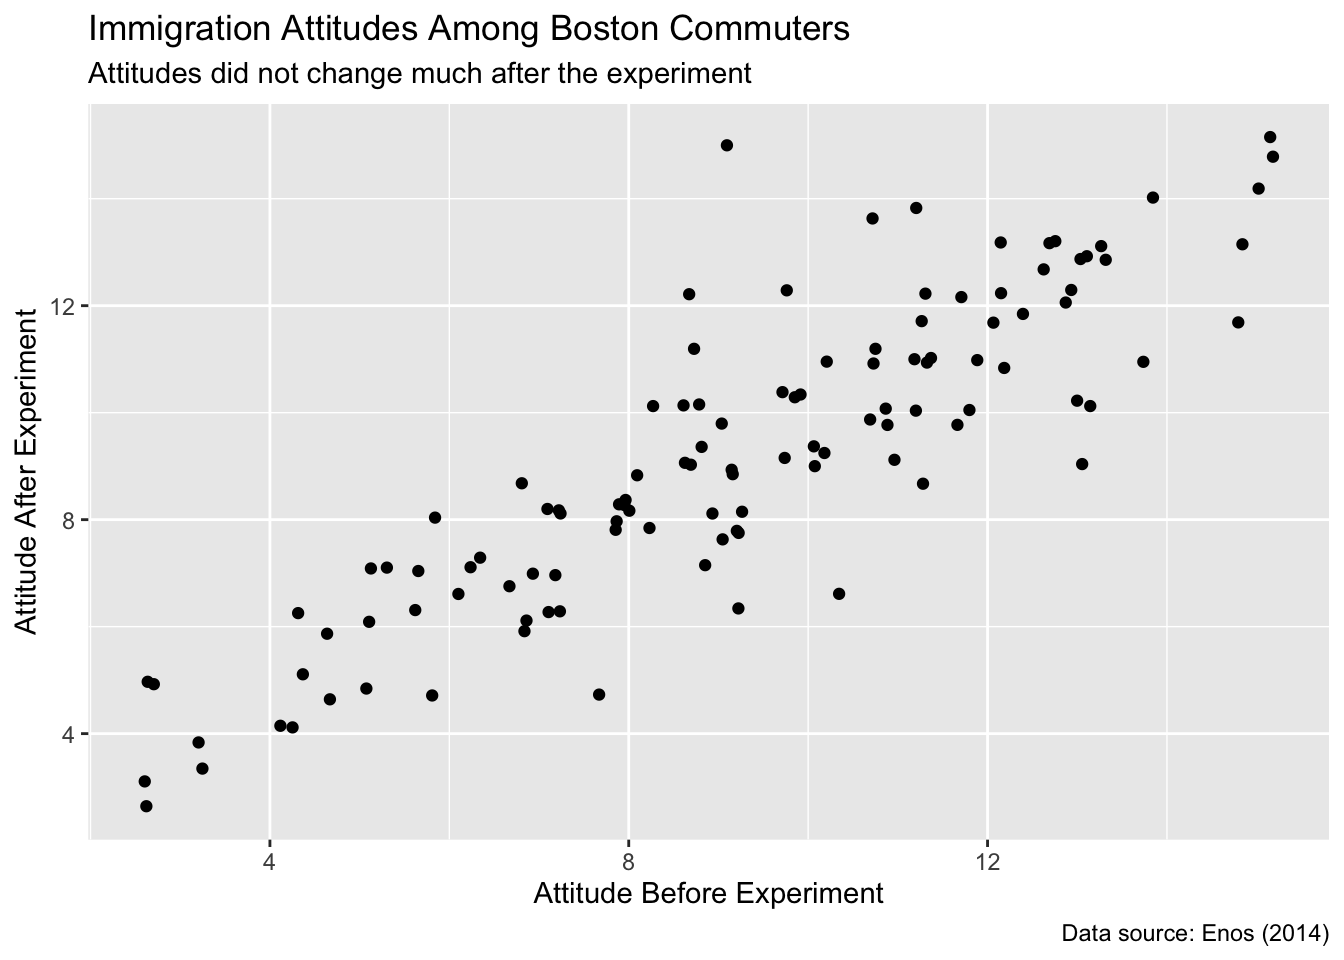 Immigration Attitudes Among Boston Commuters
Attitudes did not change much after the experiment
Attitude After Experiment
12
8
4
4
8
12
Attitude Before Experiment
Data source: Enos (2014)